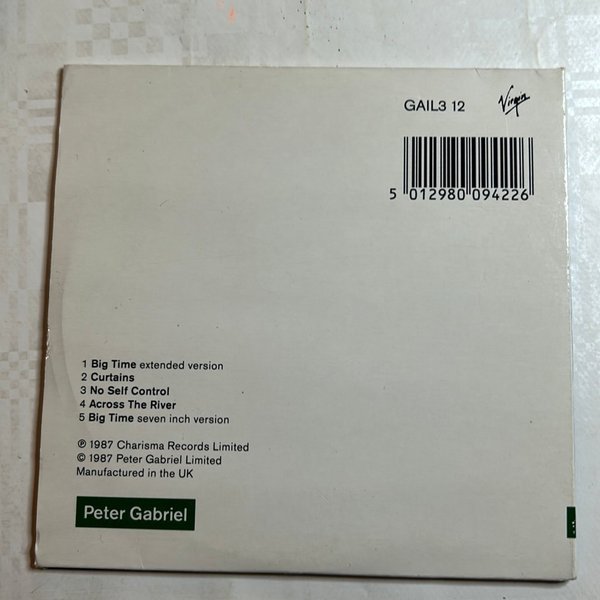 GAIL3 12
Virgin
5 012980 094226
1 Big Time extended version
2 Curtains
3 No Self Control
4 Across The River
5 Big Time seven inch version
℗ 1987 Charisma Records Limited
© 1987 Peter Gabriel Limited
Manufactured in the UK
Peter Gabriel